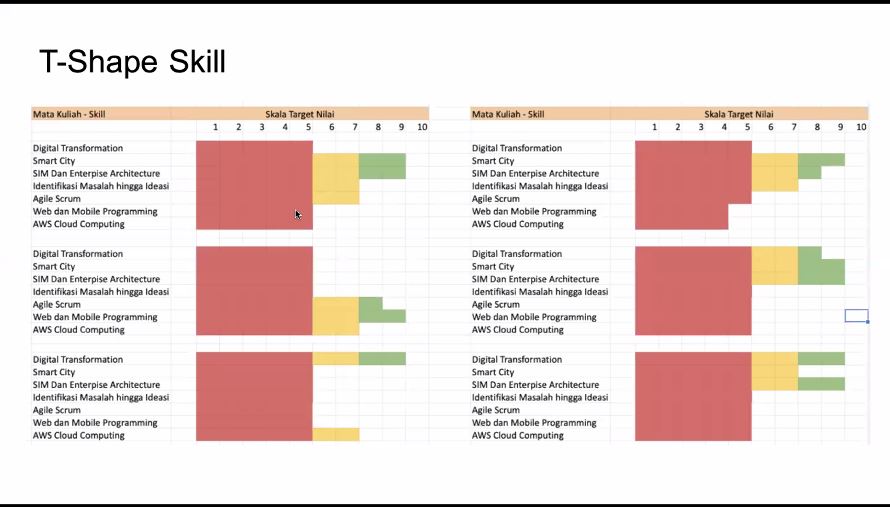 T-Shape Skill
Mata Kuliah - Skill Skala Target Nilai
1 2 3 4 5 6 7 8 9 10
Digital Transformation
Smart City
SIM Dan Enterpise Architecture
Identifikasi Masalah hingga Ideasi
Agile Scrum
Web dan Mobile Programming
AWS Cloud Computing
Digital Transformation
Smart City
SIM Dan Enterpise Architecture
Identifikasi Masalah hingga Ideasi
Agile Scrum
Web dan Mobile Programming
AWS Cloud Computing
Digital Transformation
Smart City
SIM Dan Enterpise Architecture
Identifikasi Masalah hingga Ideasi
Agile Scrum
Web dan Mobile Programming
AWS Cloud Computing
Mata Kuliah - Skill Skala Target Nilai
1 2 3 4 5 6 7 8 9 10
Digital Transformation
Smart City
SIM Dan Enterpise Architecture
Identifikasi Masalah hingga Ideasi
Agile Scrum
Web dan Mobile Programming
AWS Cloud Computing
Digital Transformation
Smart City
SIM Dan Enterpise Architecture
Identifikasi Masalah hingga Ideasi
Agile Scrum
Web dan Mobile Programming
AWS Cloud Computing
Digital Transformation
Smart City
SIM Dan Enterpise Architecture
Identifikasi Masalah hingga Ideasi
Agile Scrum
Web dan Mobile Programming
AWS Cloud Computing